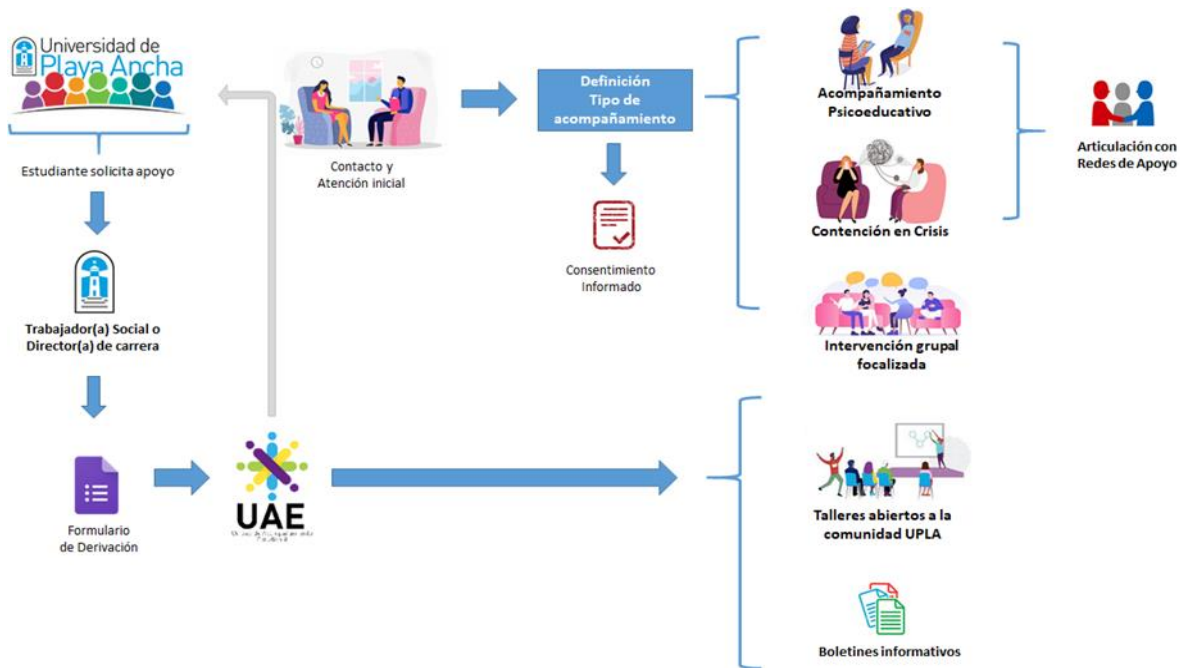 Universidad de
Playa Ancha
Estudiante solicita apoyo
Trabajador(a) Social o
Director(a) de carrera
Formulario
de Derivación
UAE
Contacto y
Atención inicial
Definición
Tipo de
acompañamiento
Consentimiento
Informado
Acompañamiento
Psicoeducativo
Contención en Crisis
Intervención grupal
focalizada
Articulación con
Redes de Apoyo
Talleres abiertos a la
comunidad UPLA
Boletines informativos